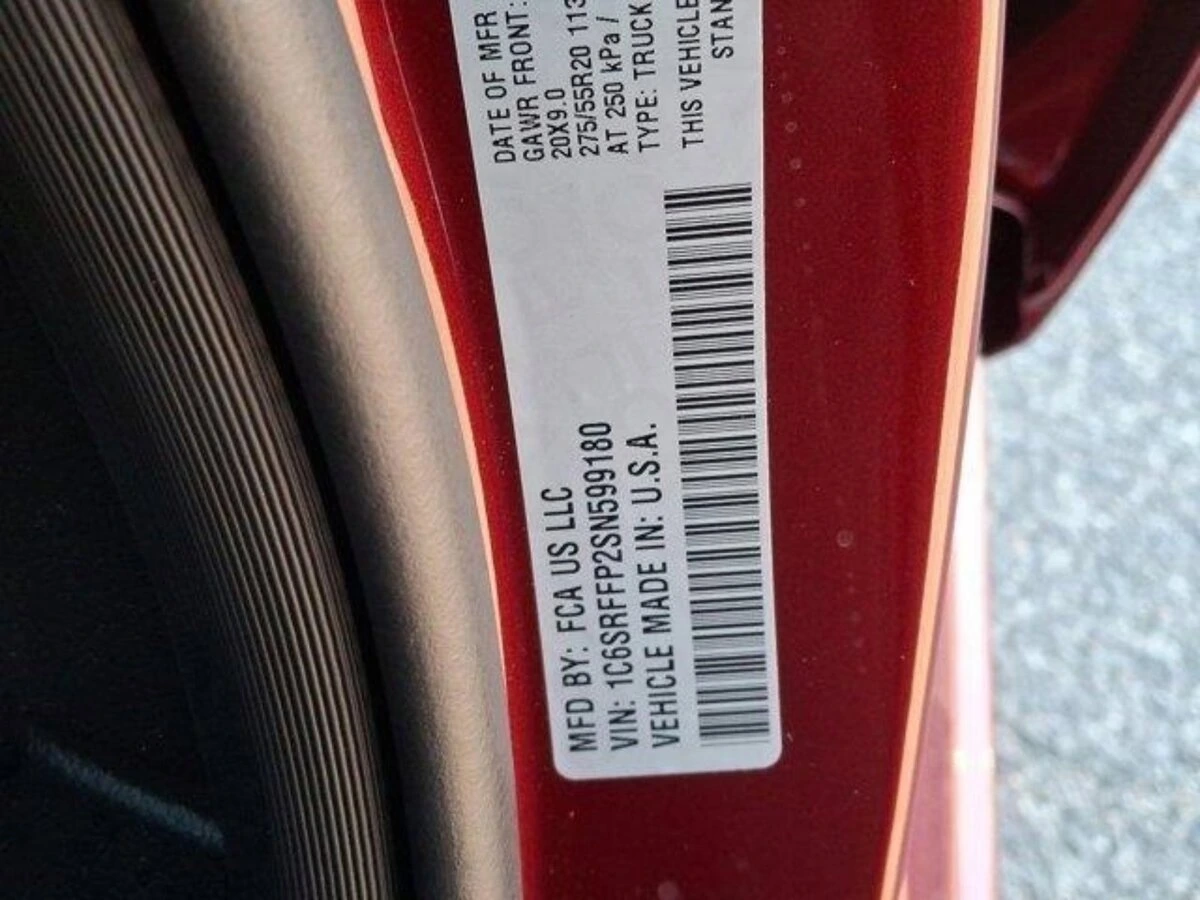 MFD BY: FCA US LLC
VIN: 1C6SRFFP2SN599180
VEHICLE MADE IN: U.S.A.
DATE OF MFR
GAWR FRONT:
20X9.0
275/55R20 113
AT 250 kPa /
TYPE: TRUCK
THIS VEHICLE
STAN